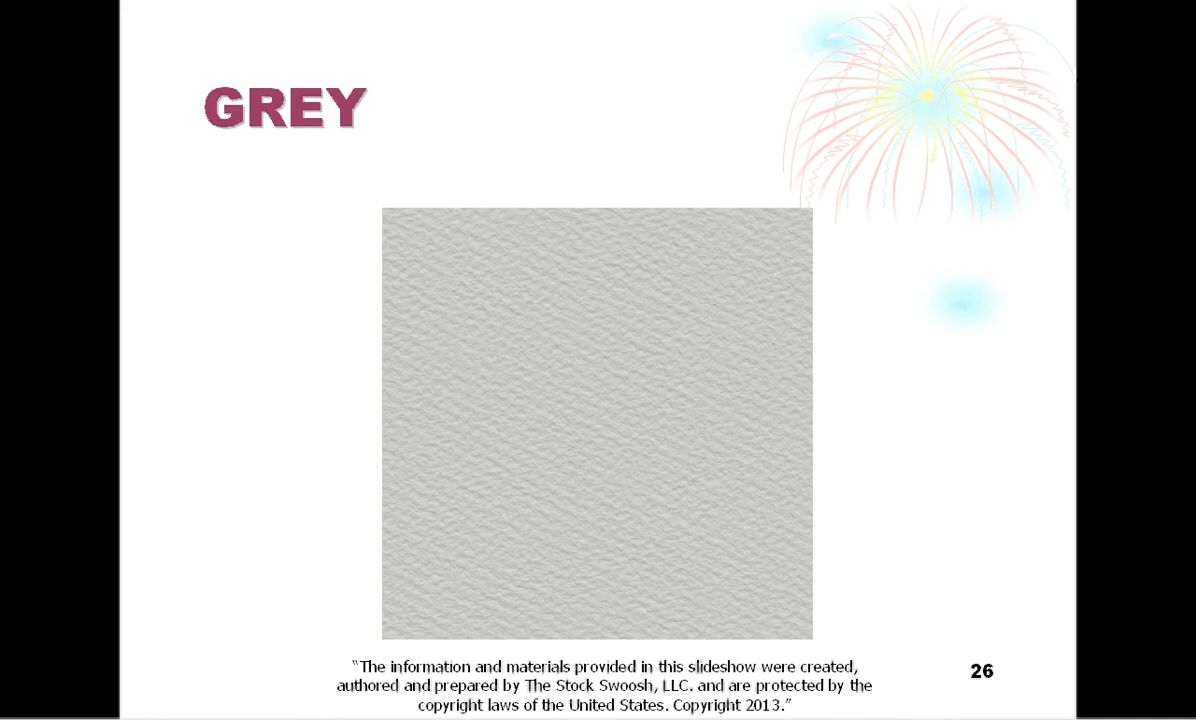 GREY
“The information and materials provided in this slideshow were created,
authored and prepared by The Stock Swoosh, LLC. and are protected by the
copyright laws of the United States. Copyright 2013.”
26